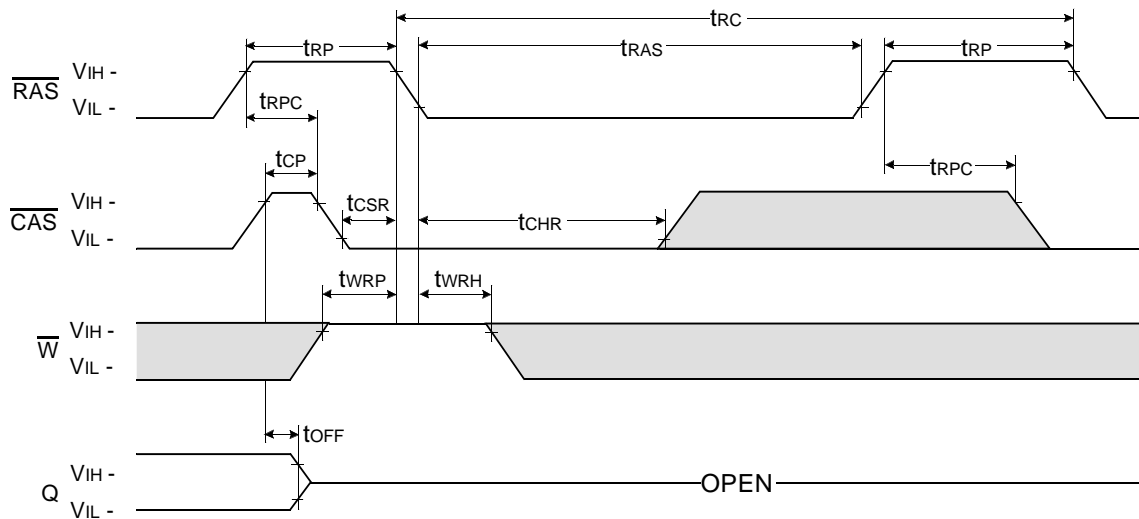 tRC
tRP
tRAS
tRP
RAS
VIH -
VIL -
tRPC
tCP
tRPC
CAS
VIH -
VIL -
tCSR
tCHR
tWRP
tWRH
W
VIH -
VIL -
tOFF
Q
VIH -
VIL -
OPEN